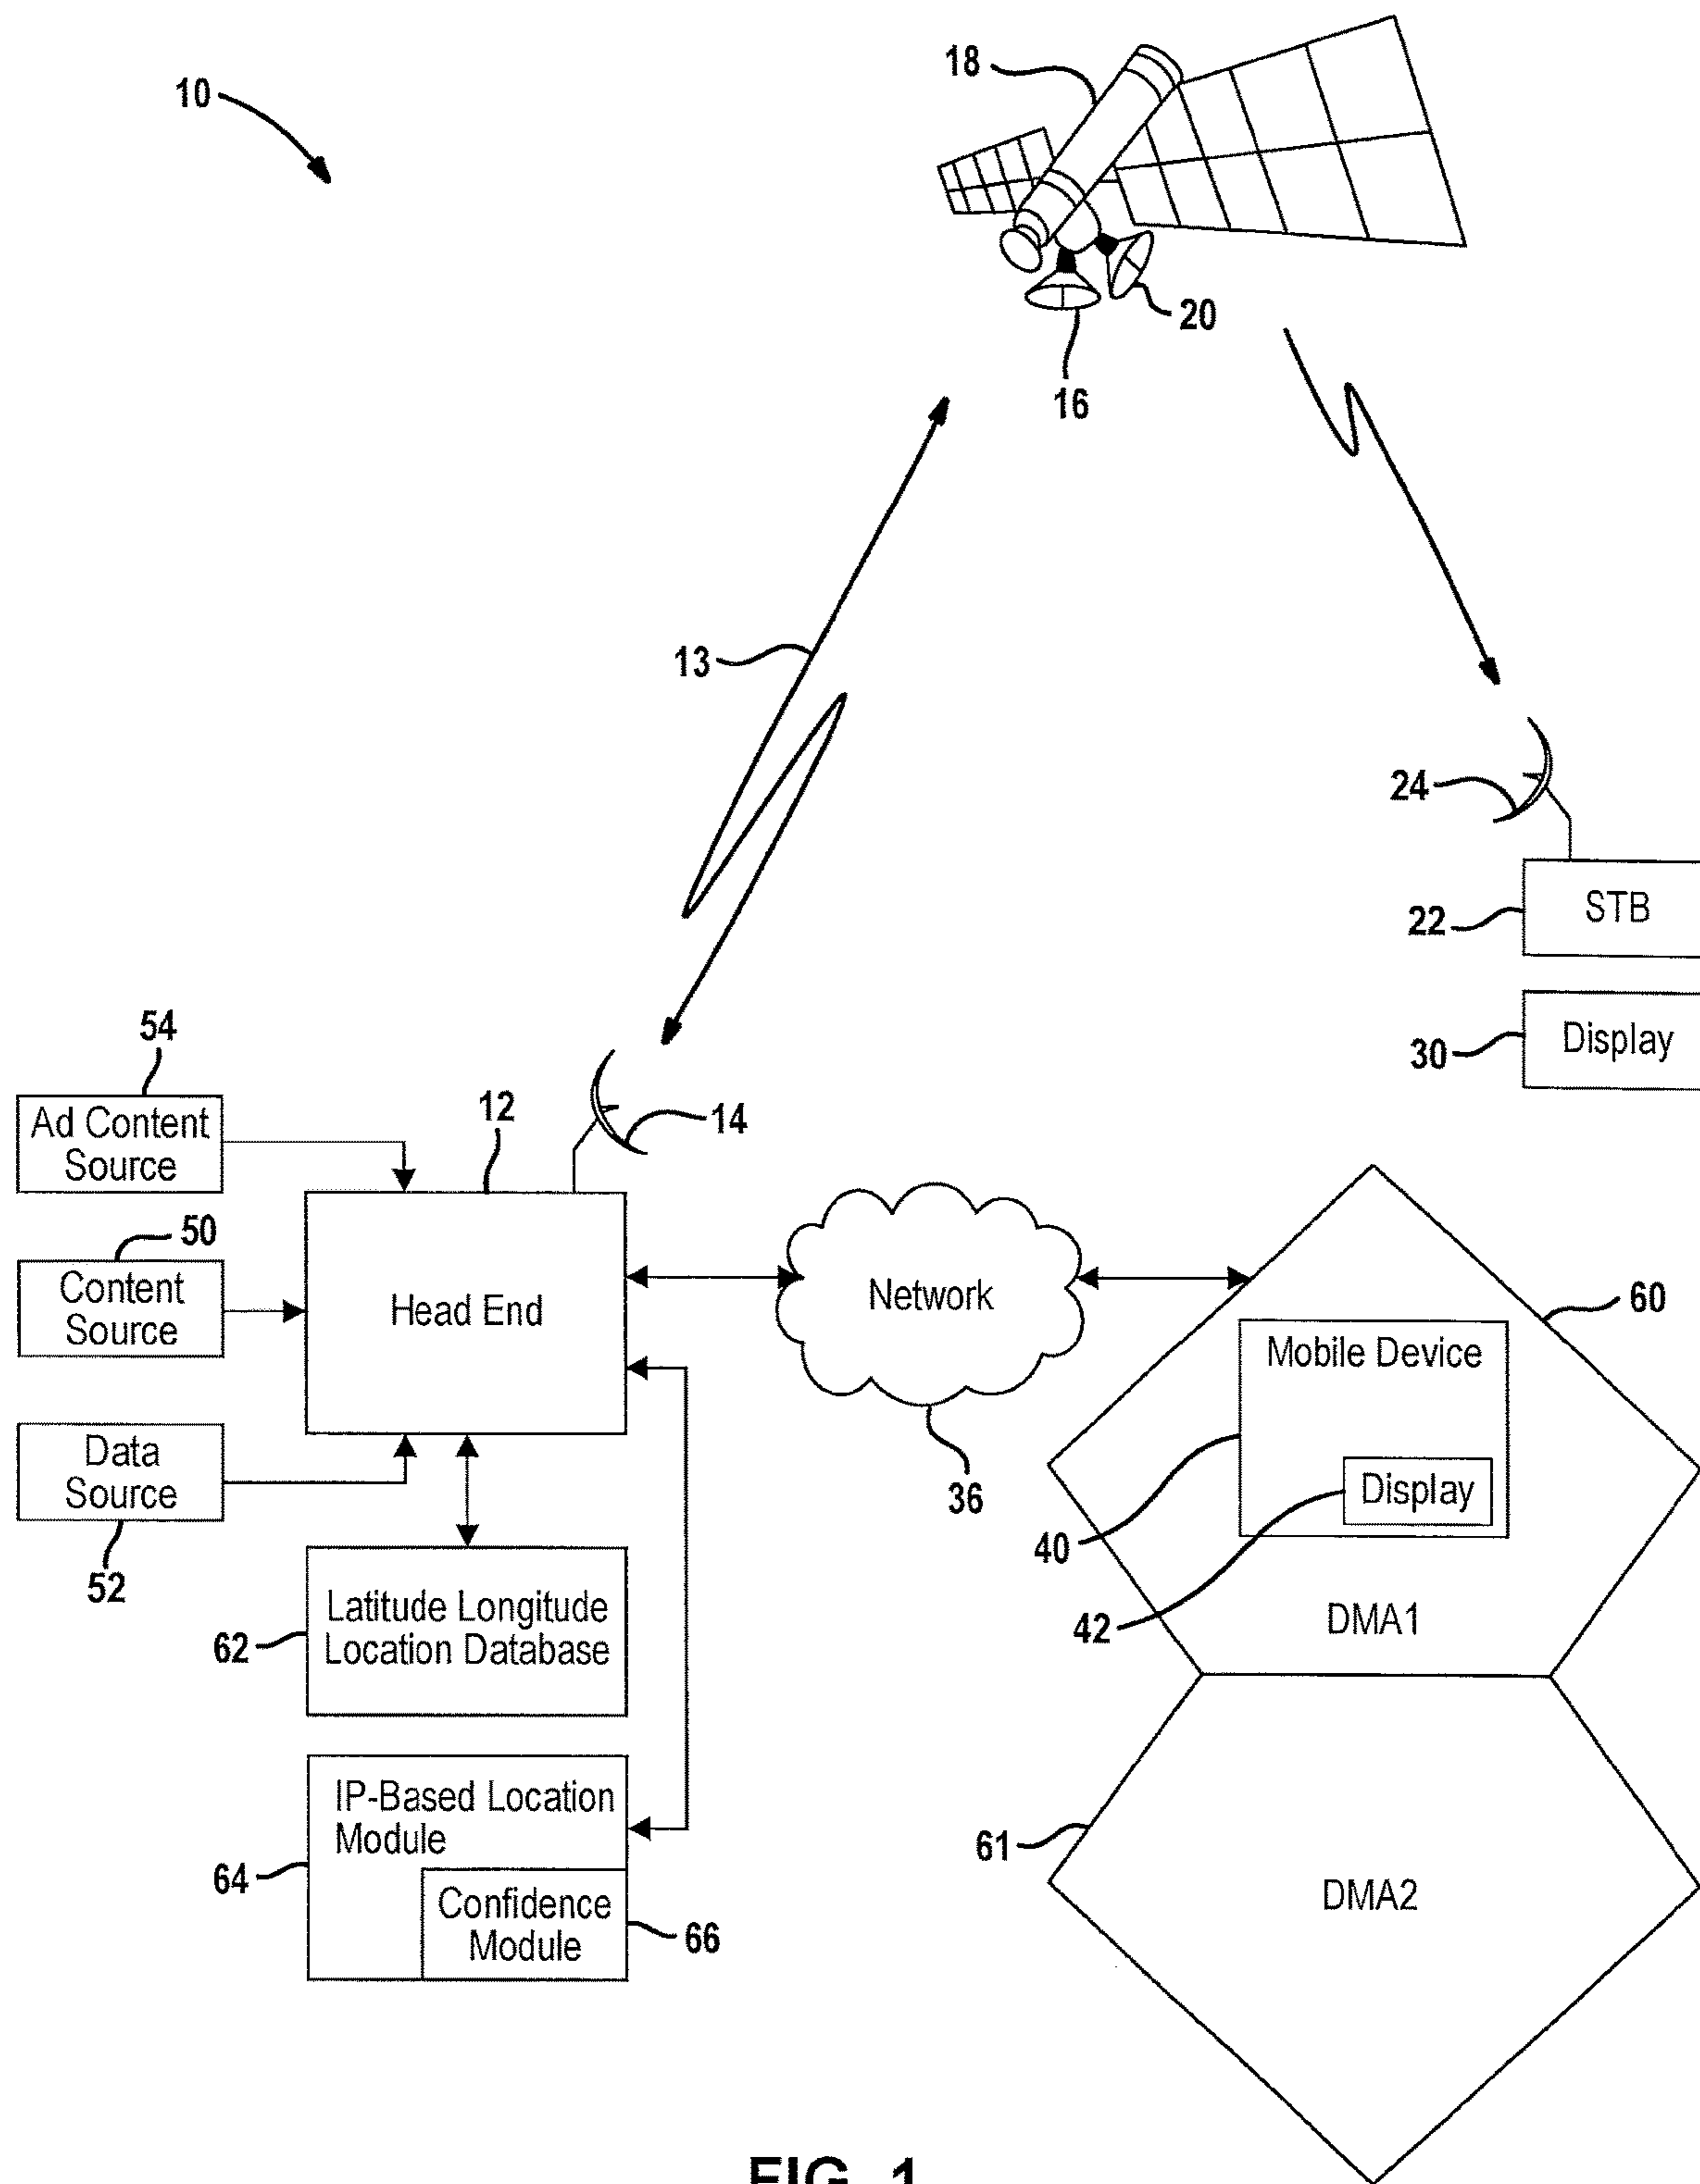 10
18
20
16
13
24
22
STB
30
Display
54
Ad Content
Source
12
14
50
Content
Source
Head End
Network
36
60
Mobile Device
40
Display
42
DMA1
Data
Source
52
Latitude Longitude
Location Database
62
IP-Based Location
Module
64
Confidence
Module
66
61
DMA2
FIG. 1